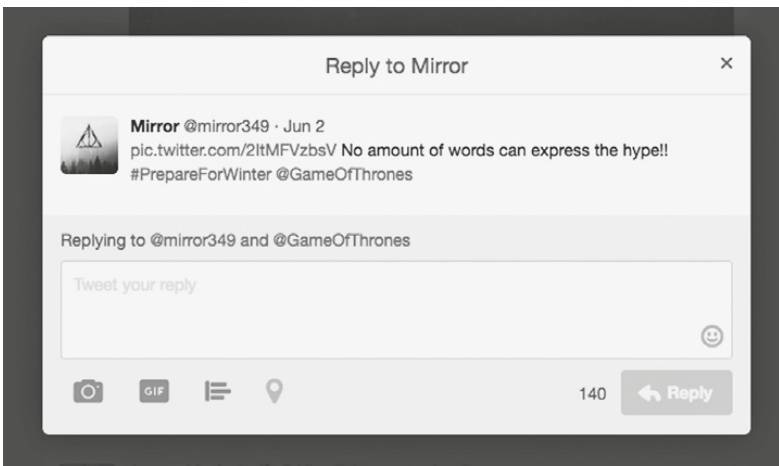 Reply to Mirror
Mirror @mirror349 · Jun 2
pic.twitter.com/2ltMFVzbsV No amount of words can express the hype!!
#PrepareForWinter @GameOfThrones
Replying to @mirror349 and @GameOfThrones
Tweet your reply
GIF
140 Reply